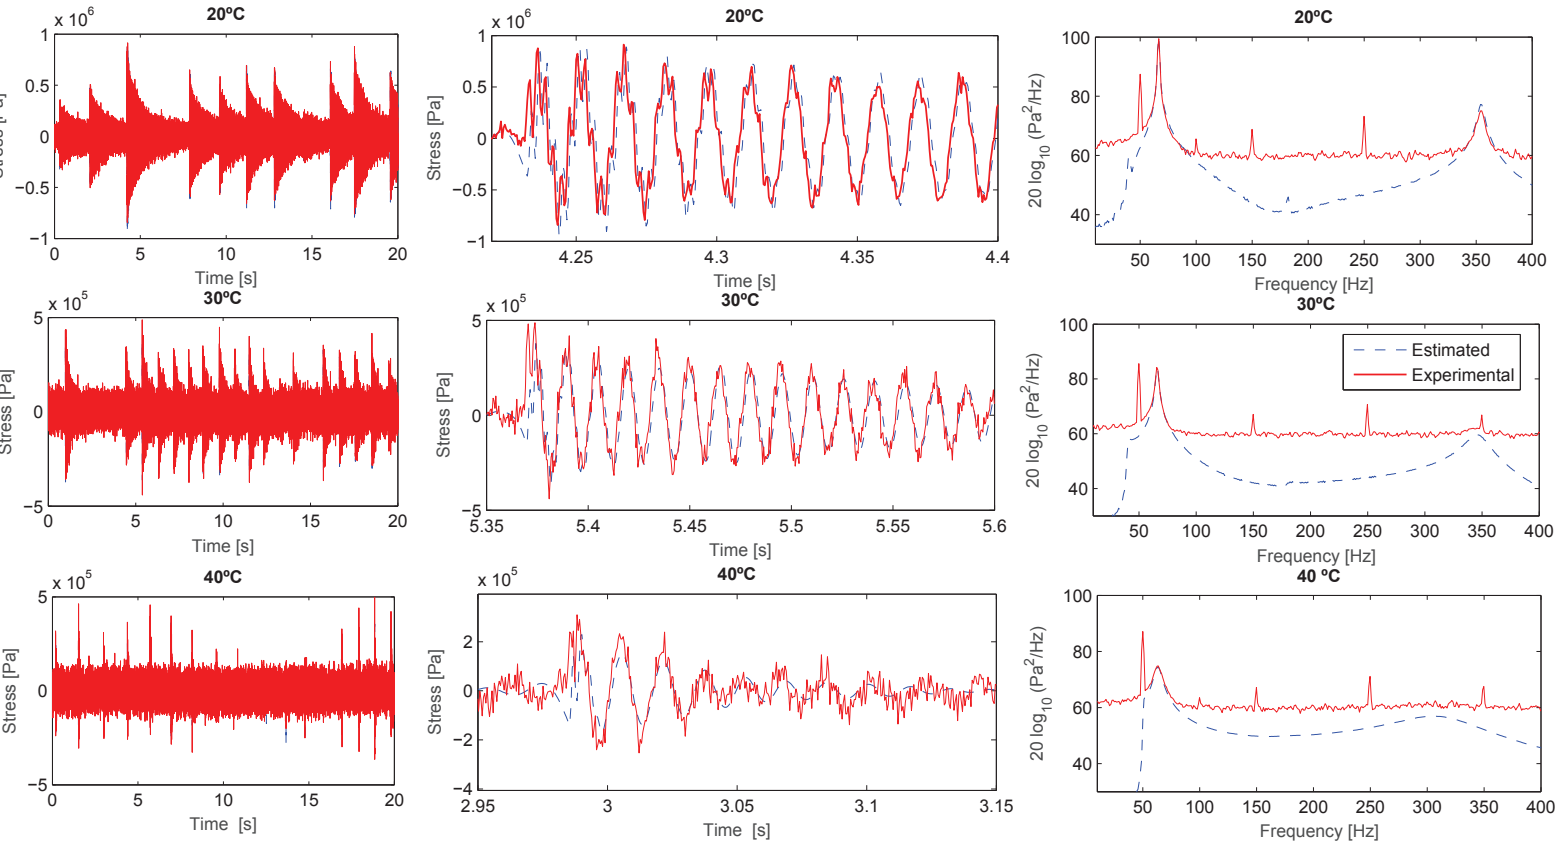 x 10^6
20ºC
1
0.5
0
−0.5
−1
Stress [Pa]
0 5 10 15 20
Time [s]
x 10^6
20ºC
1
0.5
0
−0.5
−1
Stress [Pa]
4.25 4.3 4.35 4.4
Time [s]
20ºC
100
80
60
40
20 log10 (Pa^2/Hz)
50 100 150 200 250 300 350 400
Frequency [Hz]
x 10^5
30ºC
5
0
−5
Stress [Pa]
0 5 10 15 20
Time [s]
x 10^5
30ºC
5
0
−5
Stress [Pa]
5.35 5.4 5.45 5.5 5.55 5.6
Time [s]
30ºC
100
80
60
40
20 log10 (Pa^2/Hz)
Estimated
Experimental
50 100 150 200 250 300 350 400
Frequency [Hz]
x 10^5
40ºC
5
0
−5
Stress [Pa]
0 5 10 15 20
Time [s]
x 10^5
40ºC
2
0
−2
−4
Stress [Pa]
2.95 3 3.05 3.1 3.15
Time [s]
40 ºC
100
80
60
40
20 log10 (Pa^2/Hz)
50 100 150 200 250 300 350 400
Frequency [Hz]